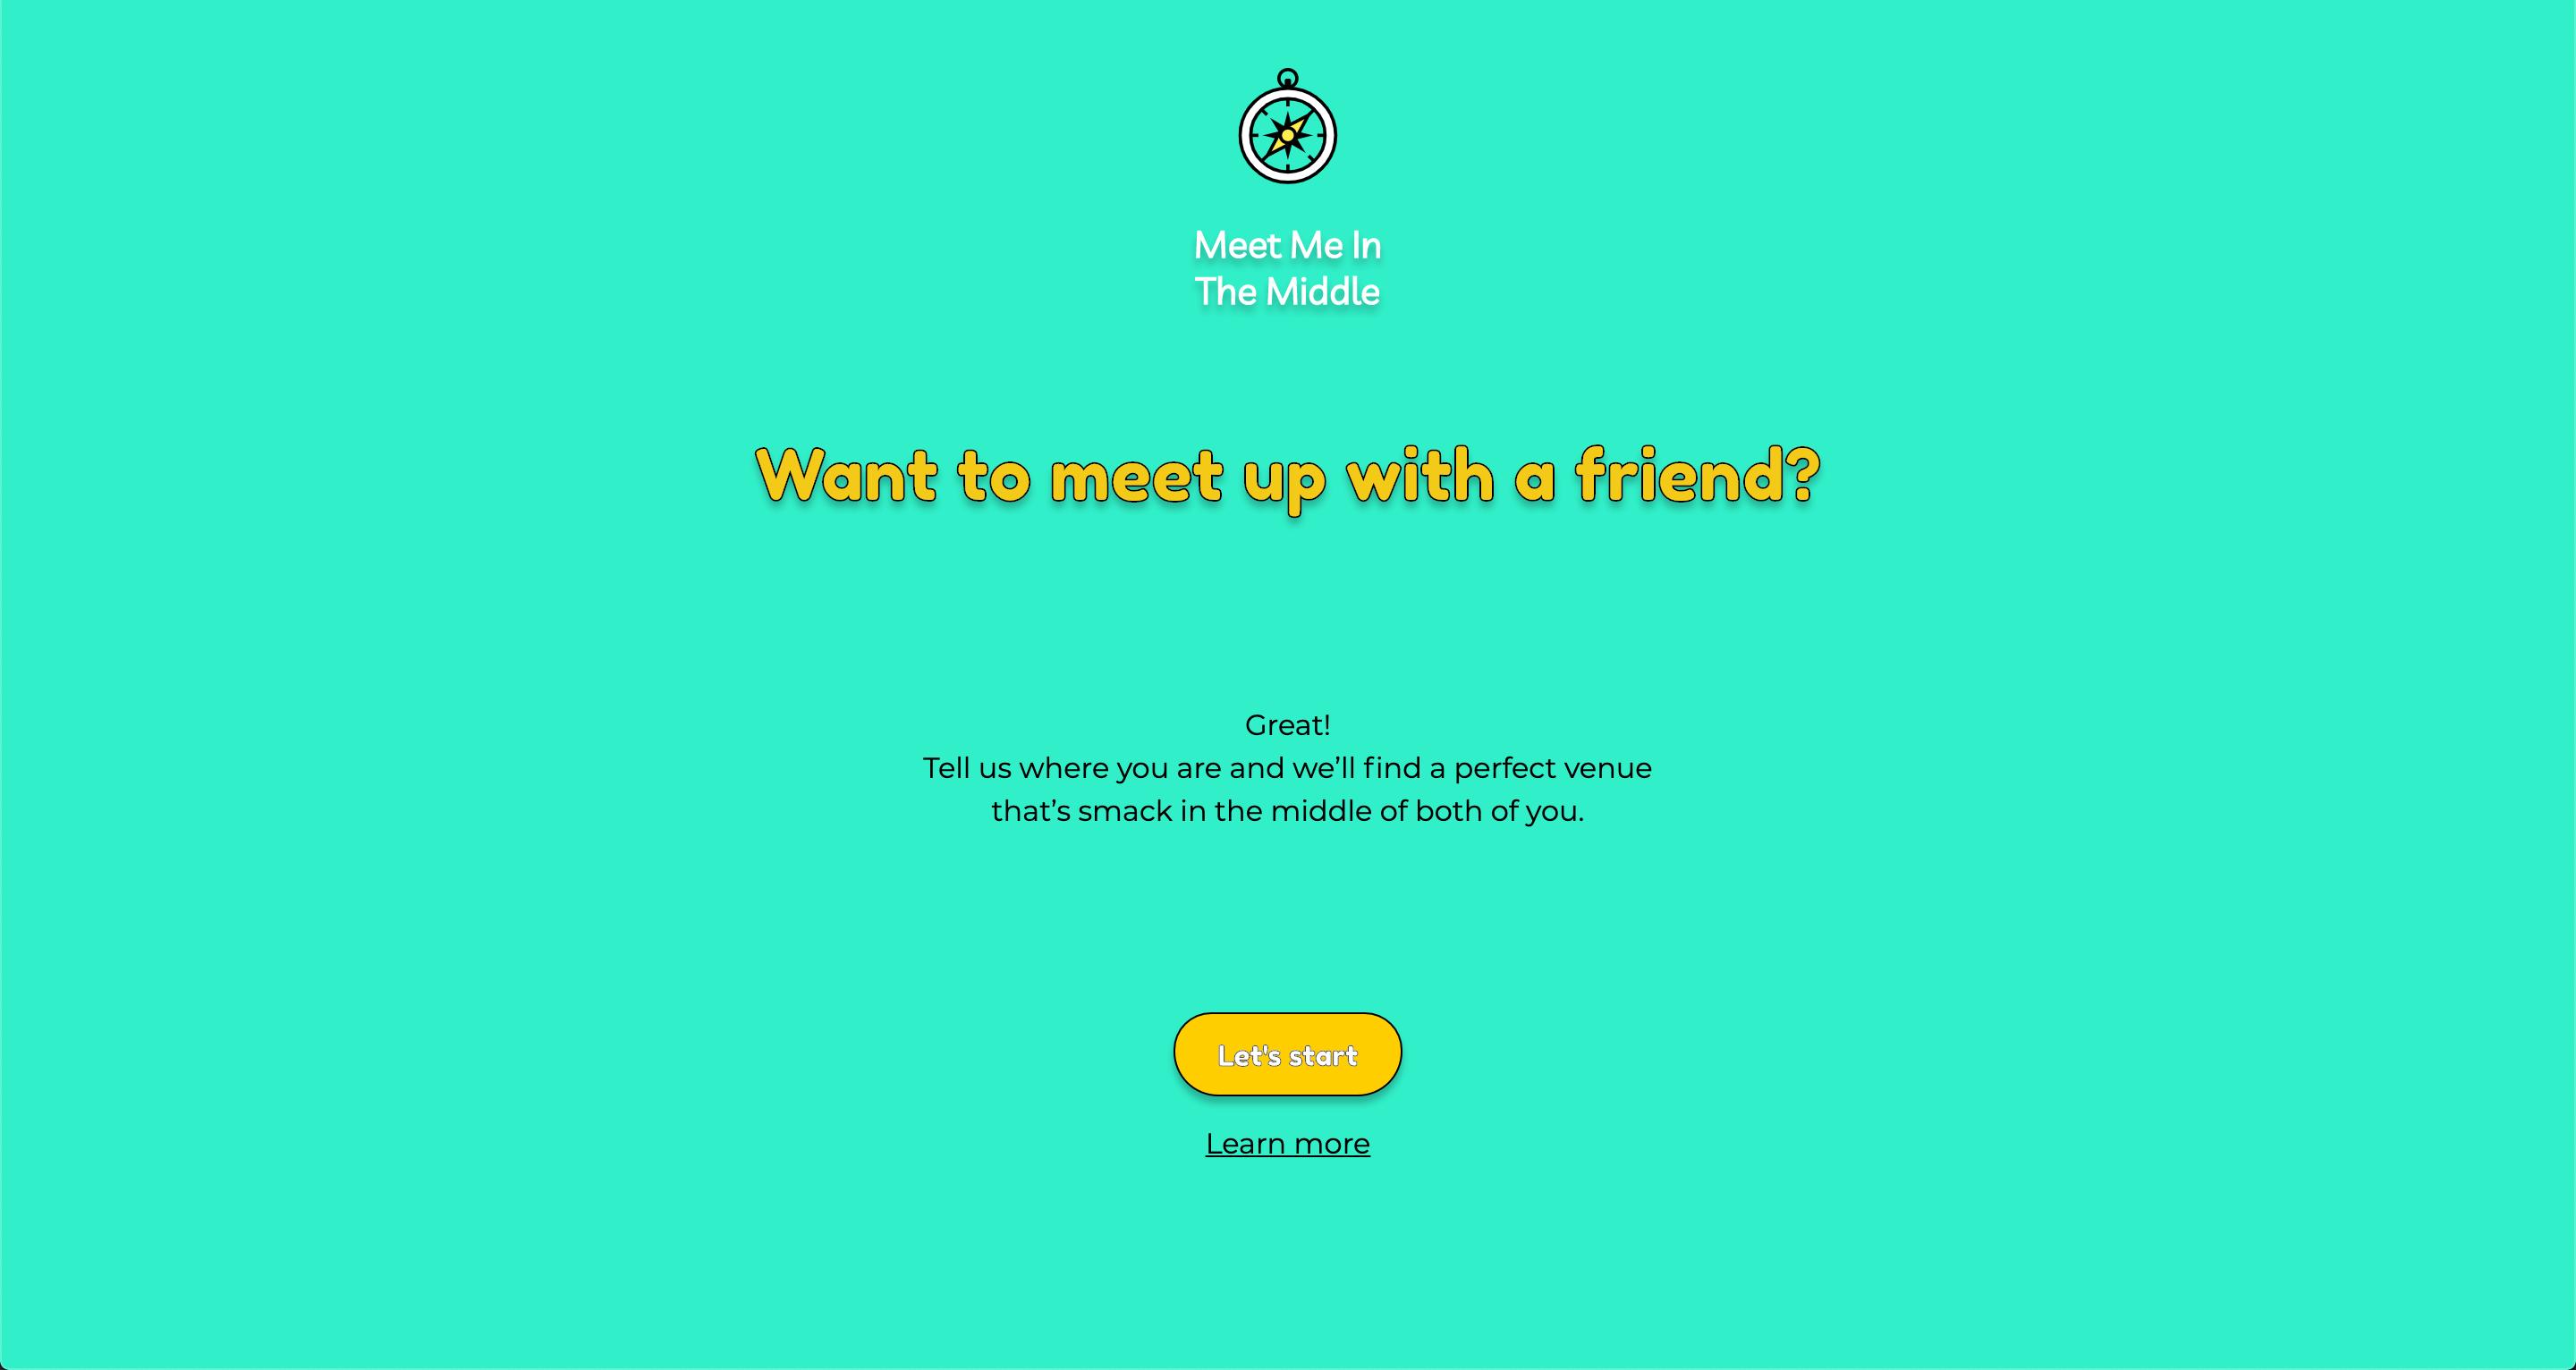 Meet Me In
The Middle
Want to meet up with a friend?
Great!
Tell us where you are and we’ll find a perfect venue
that’s smack in the middle of both of you.
Let's start
Learn more